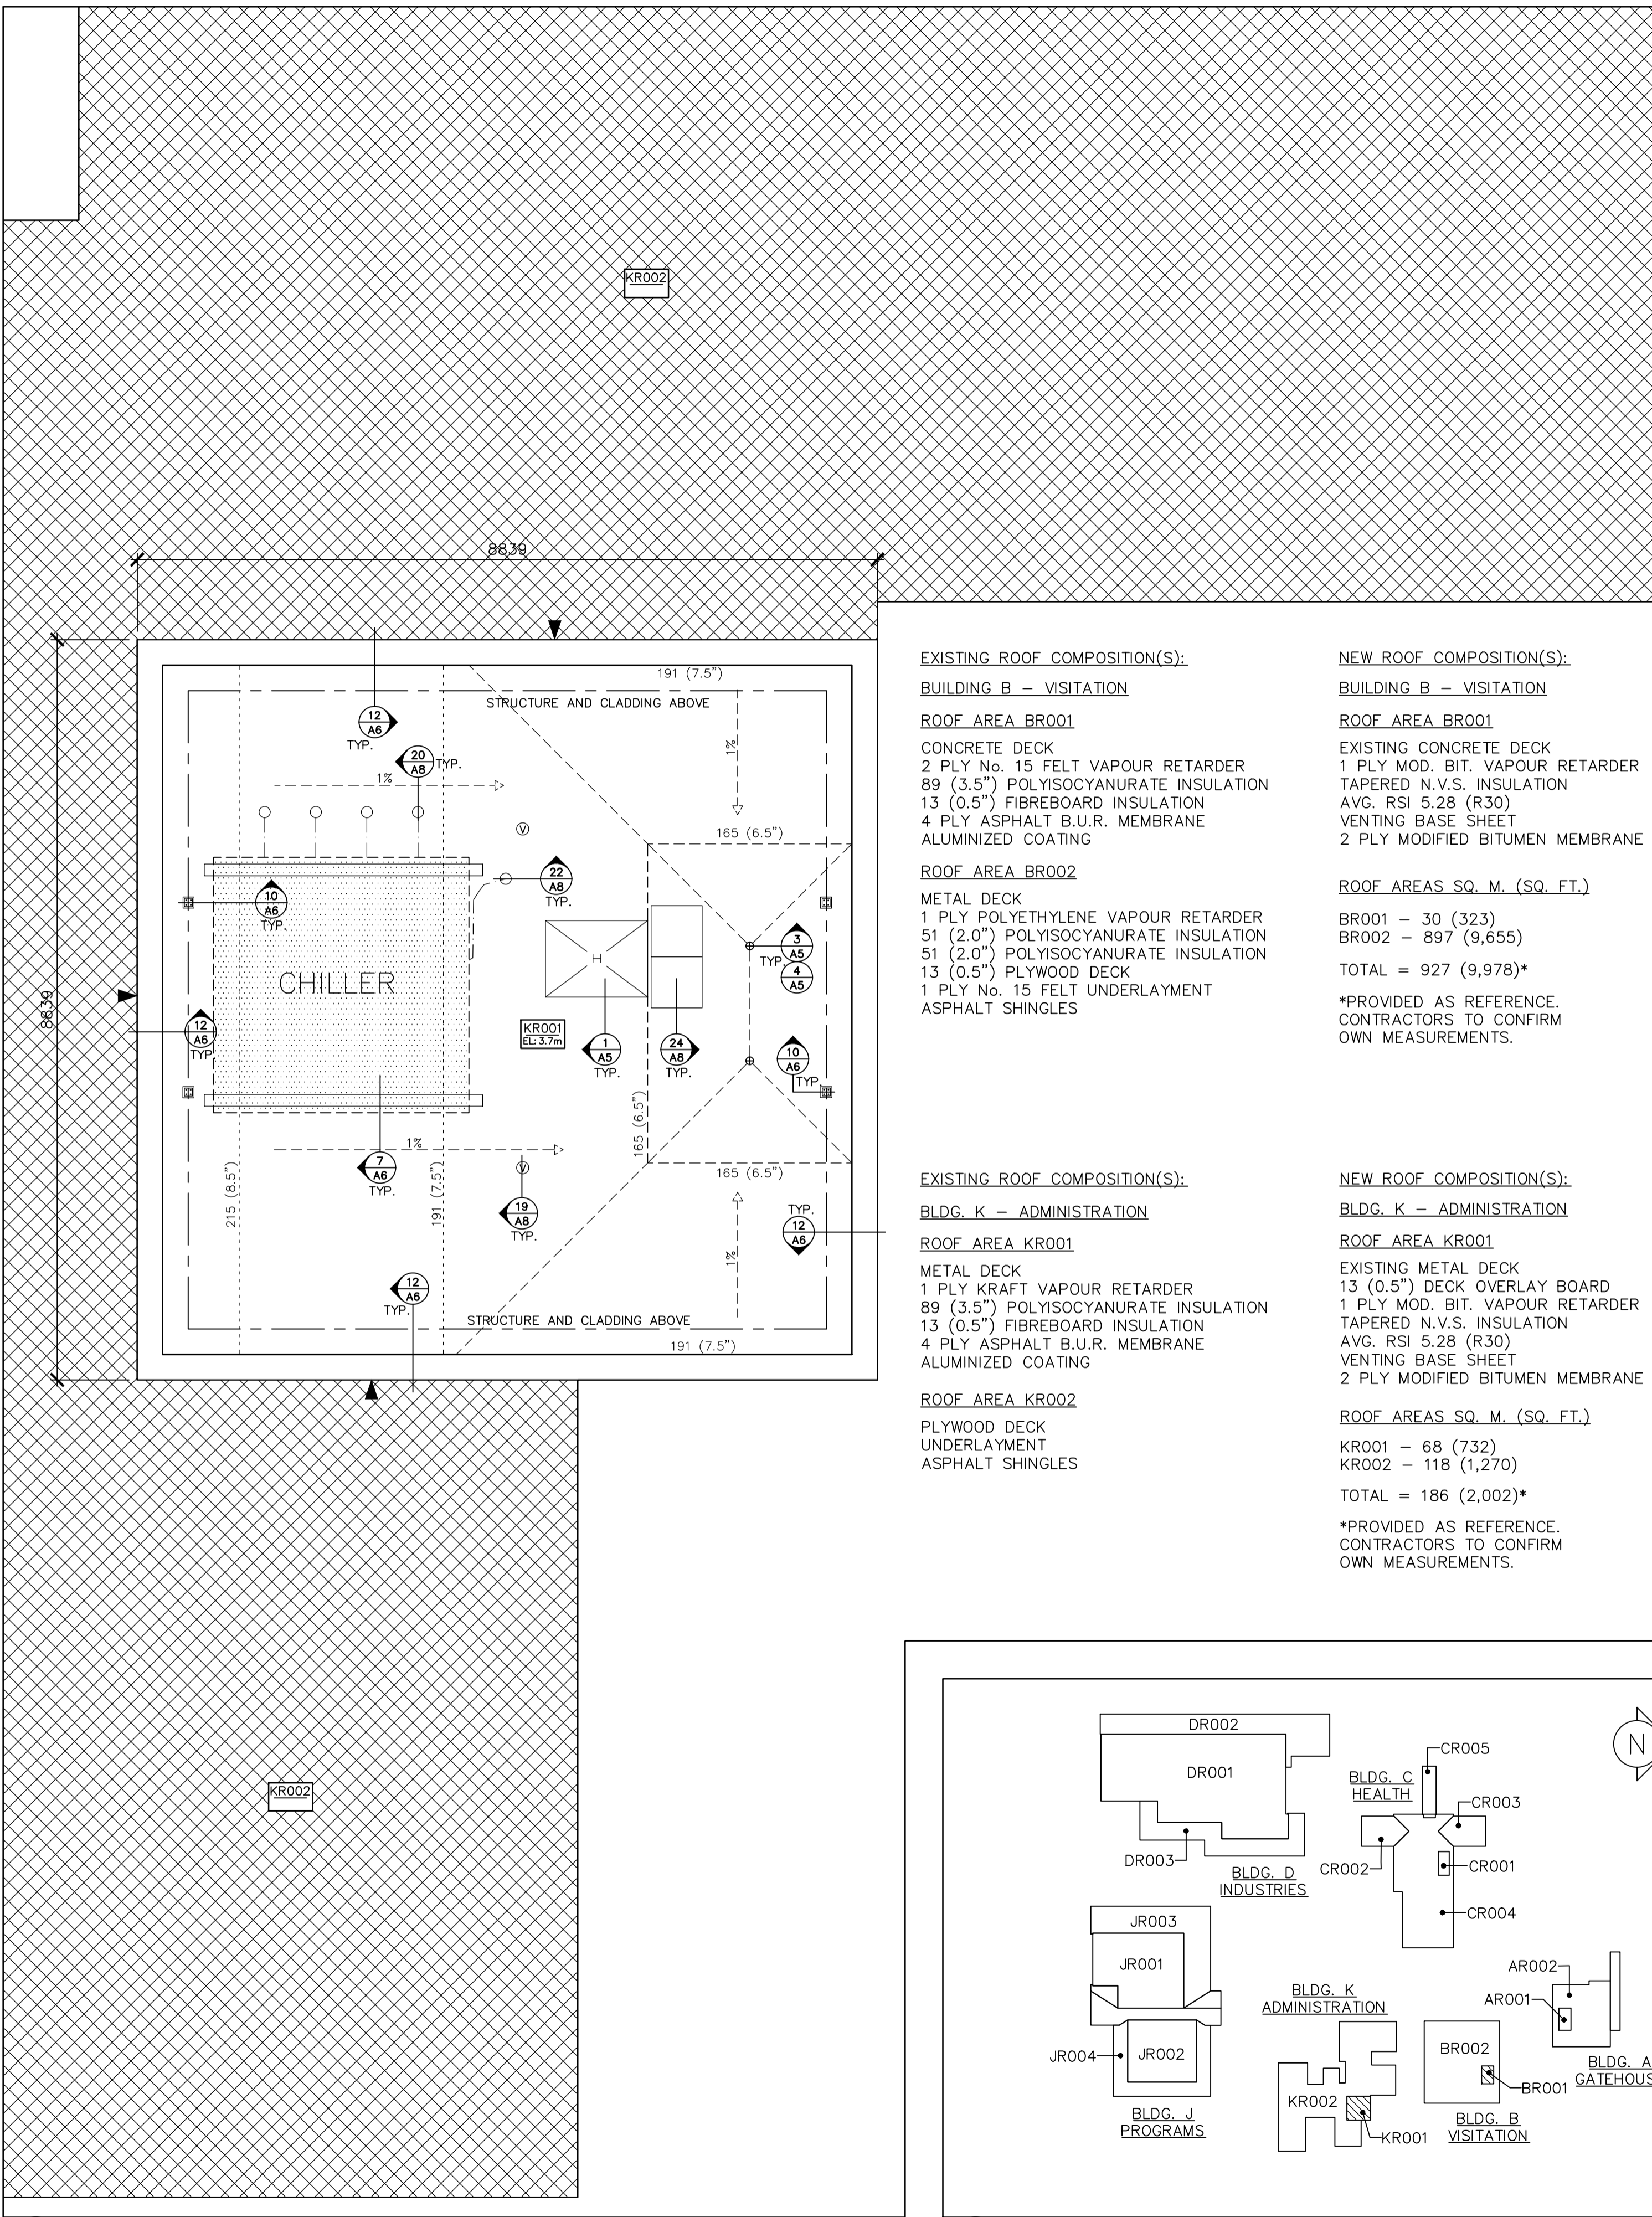 KR002
8839
8839
191 (7.5")
STRUCTURE AND CLADDING ABOVE
12
A6
TYP.
20
A8
TYP.
1%
1%
165 (6.5")
V
22
A8
TYP.
10
A6
TYP.
H
3
A5
TYP.
4
A5
CHILLER
12
A6
TYP.
KR001
EL: 3.7m
1
A5
TYP.
24
A8
TYP.
10
A6
TYP.
165 (6.5")
1%
7
A6
TYP.
V
165 (6.5")
215 (8.5")
191 (7.5")
19
A8
TYP.
TYP.
12
A6
1%
12
A6
TYP.
STRUCTURE AND CLADDING ABOVE
191 (7.5")
KR002
EXISTING ROOF COMPOSITION(S):
BUILDING B – VISITATION
ROOF AREA BR001
CONCRETE DECK
2 PLY No. 15 FELT VAPOUR RETARDER
89 (3.5") POLYISOCYANURATE INSULATION
13 (0.5") FIBREBOARD INSULATION
4 PLY ASPHALT B.U.R. MEMBRANE
ALUMINIZED COATING
ROOF AREA BR002
METAL DECK
1 PLY POLYETHYLENE VAPOUR RETARDER
51 (2.0") POLYISOCYANURATE INSULATION
51 (2.0") POLYISOCYANURATE INSULATION
13 (0.5") PLYWOOD DECK
1 PLY No. 15 FELT UNDERLAYMENT
ASPHALT SHINGLES
NEW ROOF COMPOSITION(S):
BUILDING B – VISITATION
ROOF AREA BR001
EXISTING CONCRETE DECK
1 PLY MOD. BIT. VAPOUR RETARDER
TAPERED N.V.S. INSULATION
AVG. RSI 5.28 (R30)
VENTING BASE SHEET
2 PLY MODIFIED BITUMEN MEMBRANE
ROOF AREAS SQ. M. (SQ. FT.)
BR001 – 30 (323)
BR002 – 897 (9,655)
TOTAL = 927 (9,978)*
*PROVIDED AS REFERENCE.
CONTRACTORS TO CONFIRM
OWN MEASUREMENTS.
EXISTING ROOF COMPOSITION(S):
BLDG. K – ADMINISTRATION
ROOF AREA KR001
METAL DECK
1 PLY KRAFT VAPOUR RETARDER
89 (3.5") POLYISOCYANURATE INSULATION
13 (0.5") FIBREBOARD INSULATION
4 PLY ASPHALT B.U.R. MEMBRANE
ALUMINIZED COATING
ROOF AREA KR002
PLYWOOD DECK
UNDERLAYMENT
ASPHALT SHINGLES
NEW ROOF COMPOSITION(S):
BLDG. K – ADMINISTRATION
ROOF AREA KR001
EXISTING METAL DECK
13 (0.5") DECK OVERLAY BOARD
1 PLY MOD. BIT. VAPOUR RETARDER
TAPERED N.V.S. INSULATION
AVG. RSI 5.28 (R30)
VENTING BASE SHEET
2 PLY MODIFIED BITUMEN MEMBRANE
ROOF AREAS SQ. M. (SQ. FT.)
KR001 – 68 (732)
KR002 – 118 (1,270)
TOTAL = 186 (2,002)*
*PROVIDED AS REFERENCE.
CONTRACTORS TO CONFIRM
OWN MEASUREMENTS.
DR002
DR001
DR003
BLDG. D
INDUSTRIES
CR005
BLDG. C
HEALTH
CR003
CR002
CR001
CR004
N
JR003
JR001
JR004
JR002
BLDG. J
PROGRAMS
BLDG. K
ADMINISTRATION
KR002
KR001
AR002
AR001
BLDG. A
GATEHOUS
BR002
BR001
BLDG. B
VISITATION